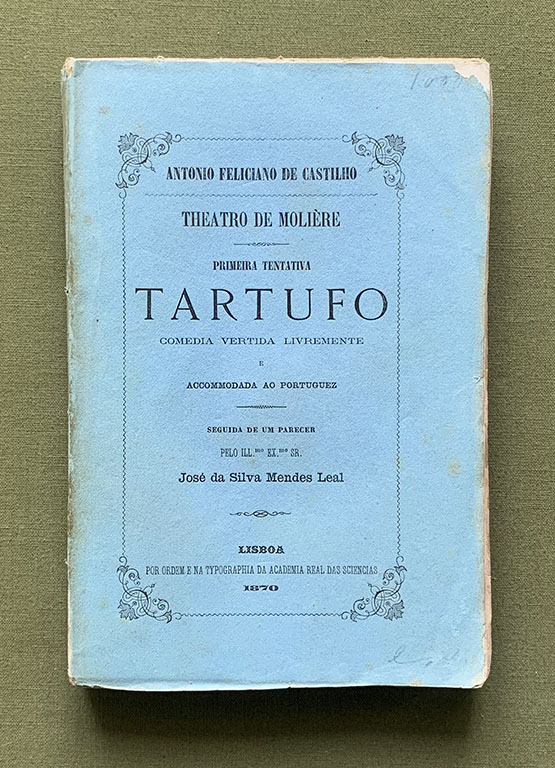 ANTONIO FELICIANO DE CASTILHO
THEATRO DE MOLIÈRE
PRIMEIRA TENTATIVA
TARTUFO
COMEDIA VERTIDA LIVREMENTE
E
ACCOMMODADA AO PORTUGUEZ
SEGUIDA DE UM PARECER
PELO ILL.mo EX.mo SR.
José da Silva Mendes Leal
LISBOA
POR ORDEM E NA TYPOGRAPHIA DA ACADEMIA REAL DAS SCIENCIAS
1870